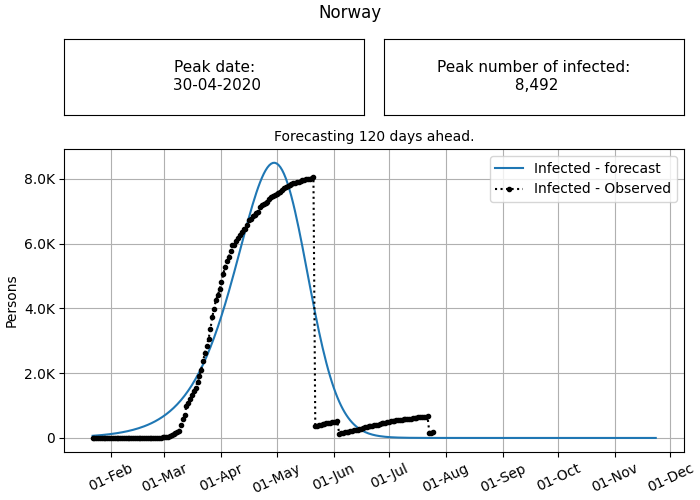 Norway
Peak date:
30-04-2020
Peak number of infected:
8,492
Forecasting 120 days ahead.
Infected - forecast
Infected - Observed
Persons
8.0K
6.0K
4.0K
2.0K
0
01-Feb
01-Mar
01-Apr
01-May
01-Jun
01-Jul
01-Aug
01-Sep
01-Oct
01-Nov
01-Dec